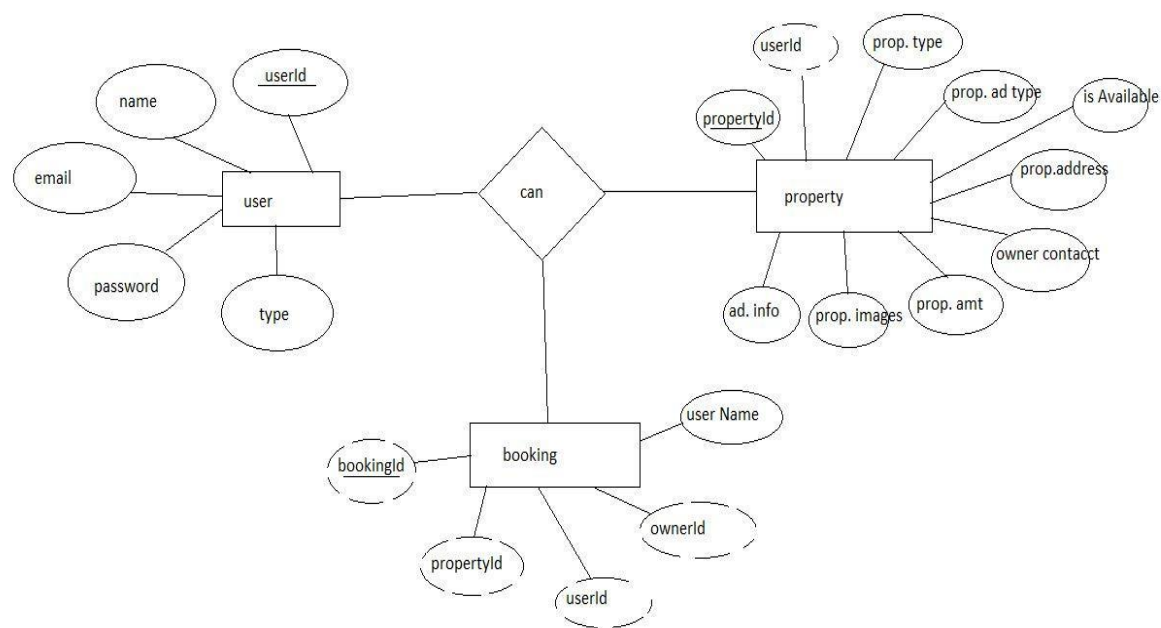 userId
prop. type
userId
name
prop. ad type
is Available
propertyId
email
prop.address
user
can
property
owner contacct
password
type
ad. info
prop. images
prop. amt
user Name
booking
bookingId
ownerId
propertyId
userId